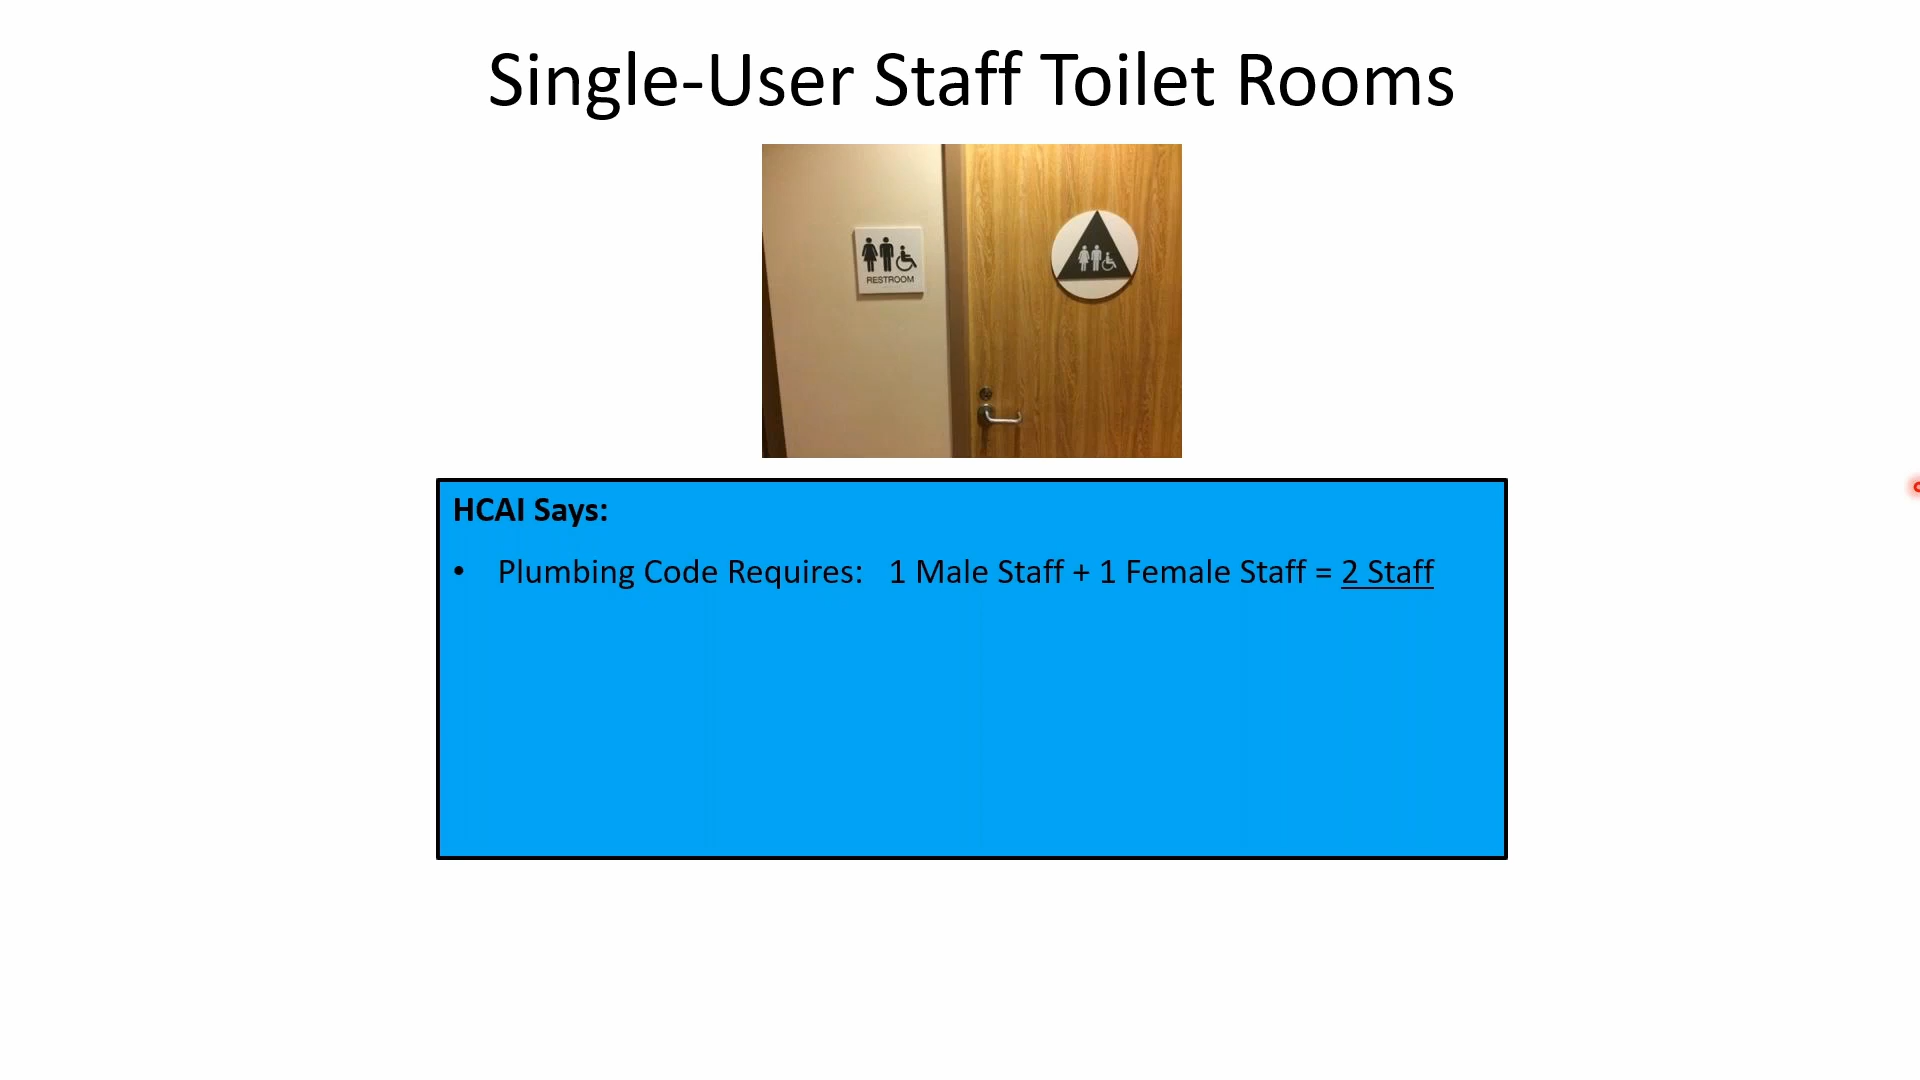 Single-User Staff Toilet Rooms
RESTROOM
HCAI Says:
• Plumbing Code Requires: 1 Male Staff + 1 Female Staff = 2 Staff